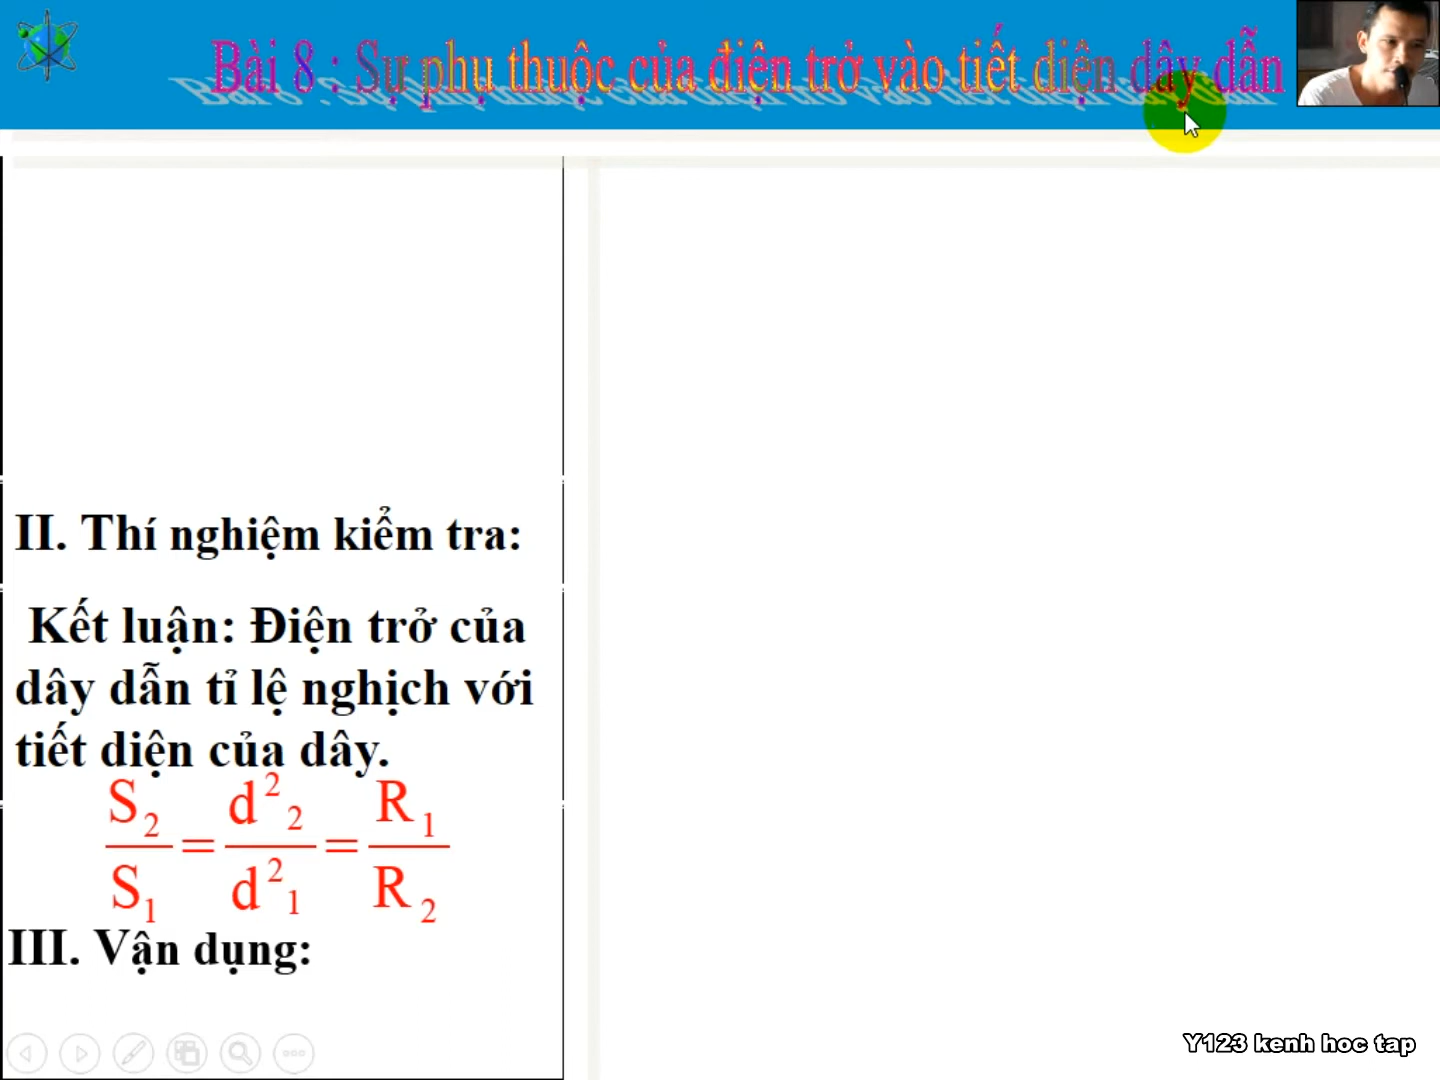 Bài 8 : Sự phụ thuộc của điện trở vào tiết diện dây dẫn
II. Thí nghiệm kiểm tra:
Kết luận: Điện trở của
dây dẫn tỉ lệ nghịch với
tiết diện của dây.
S₂/S₁ = d²₂/d²₁ = R₁/R₂
III. Vận dụng:
Y123 kenh hoc tap